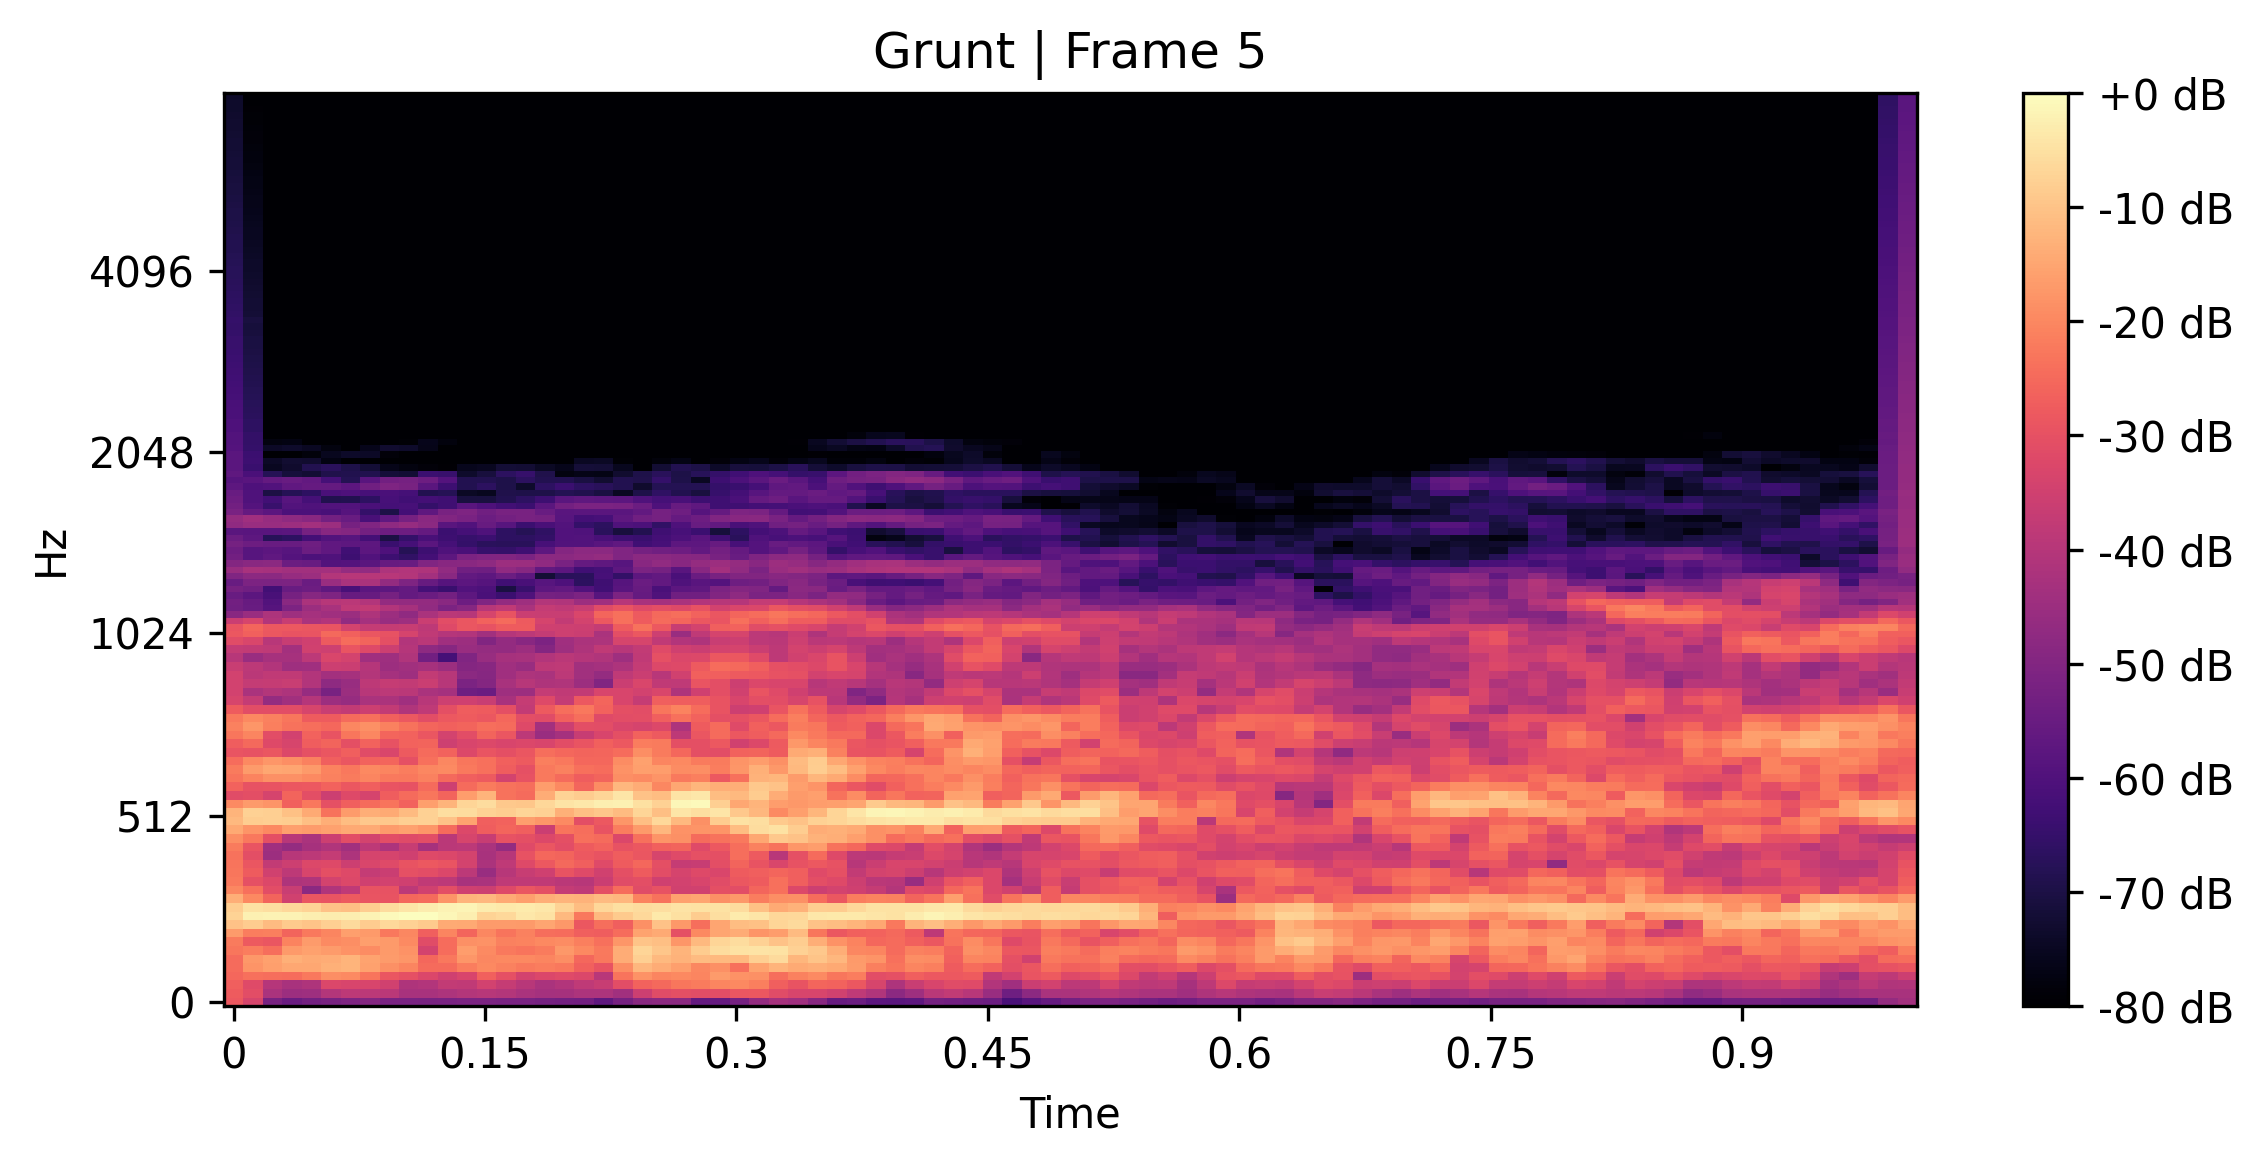 Grunt | Frame 5
+0 dB
-10 dB
-20 dB
-30 dB
-40 dB
-50 dB
-60 dB
-70 dB
-80 dB
Hz
4096
2048
1024
512
0
0 0.15 0.3 0.45 0.6 0.75 0.9
Time